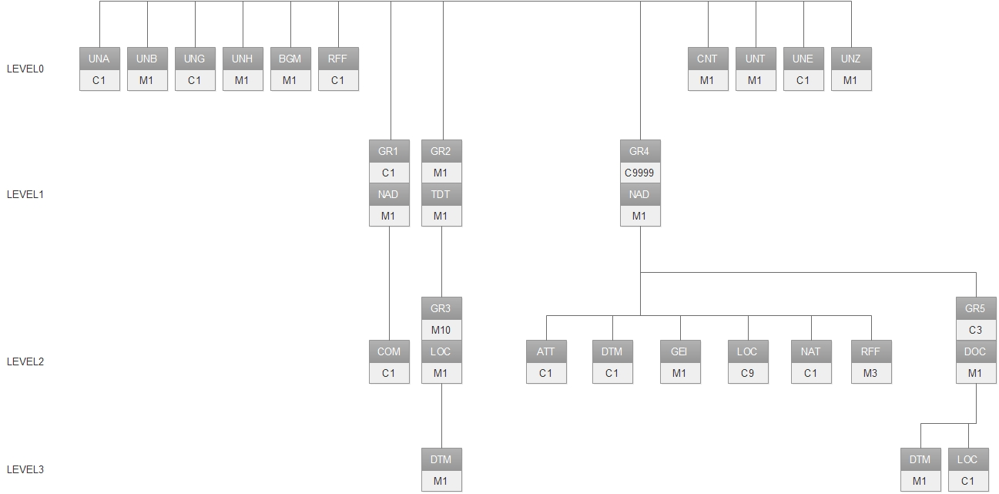 UNA UNB UNG UNH BGM RFF CNT UNT UNE UNZ
LEVEL0
C1 M1 C1 M1 M1 C1 M1 M1 C1 M1
GR1 GR2 GR4
C1 M1 C9999
LEVEL1
NAD TDT NAD
M1 M1 M1
GR3 GR5
M10 C3
COM LOC ATT DTM GEI LOC NAT RFF DOC
LEVEL2
C1 M1 C1 C1 M1 C9 C1 M3 M1
DTM DTM LOC
LEVEL3
M1 M1 C1